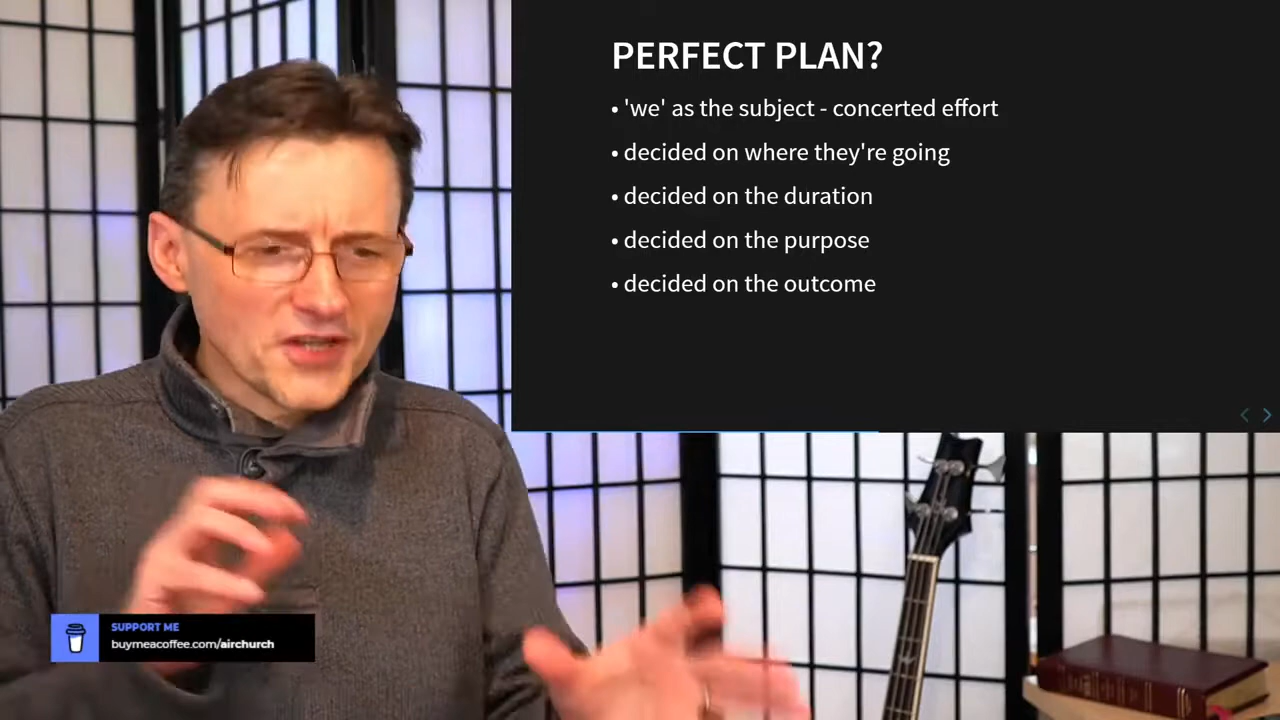 PERFECT PLAN?
• 'we' as the subject - concerted effort
• decided on where they're going
• decided on the duration
• decided on the purpose
• decided on the outcome
SUPPORT ME
buymeacoffee.com/airchurch